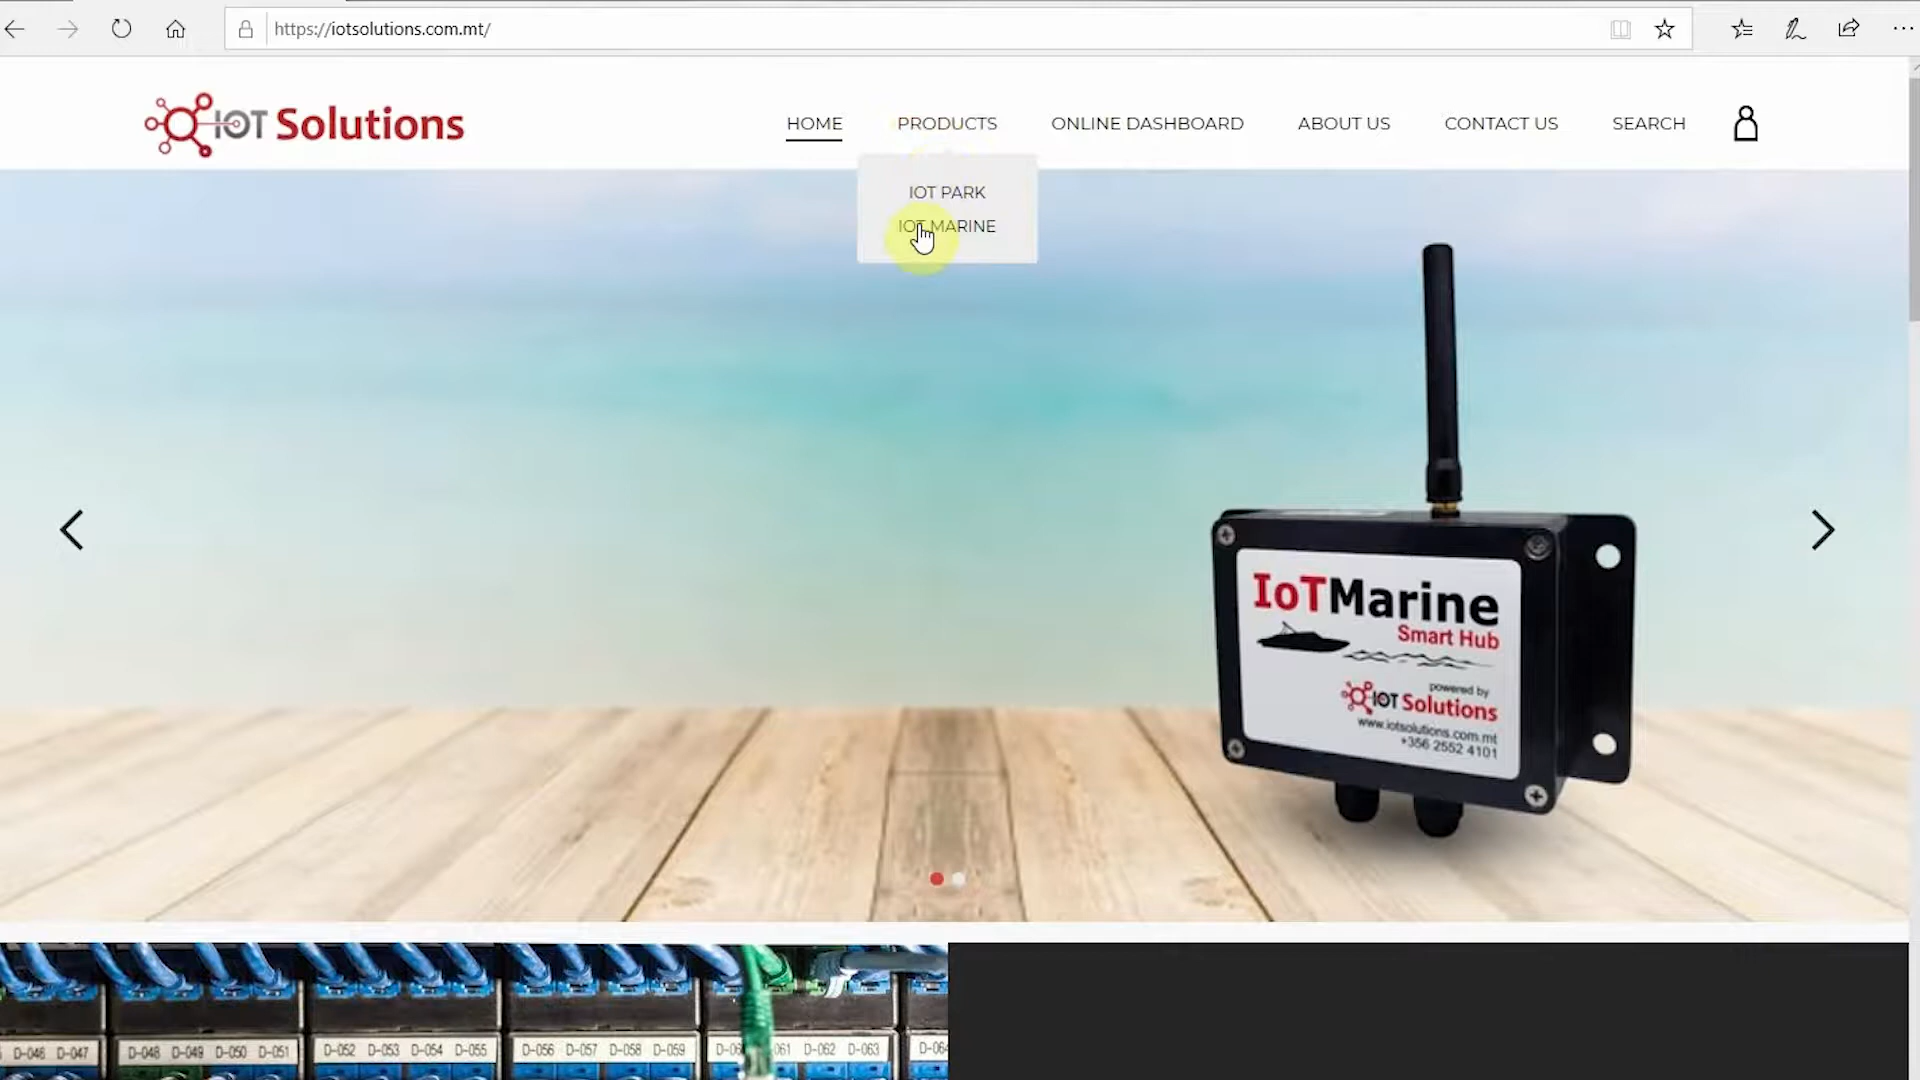 https://iotsolutions.com.mt/
IOT Solutions
HOME PRODUCTS ONLINE DASHBOARD ABOUT US CONTACT US SEARCH
IOT PARK
IOT MARINE
IoTMarine
Smart Hub
powered by
IOT Solutions
www.iotsolutions.com.mt
+356 2552 4101
D-046 D-047 D-048 D-049 D-050 D-051 D-052 D-053 D-054 D-055 D-056 D-057 D-058 D-059 D-062 D-063